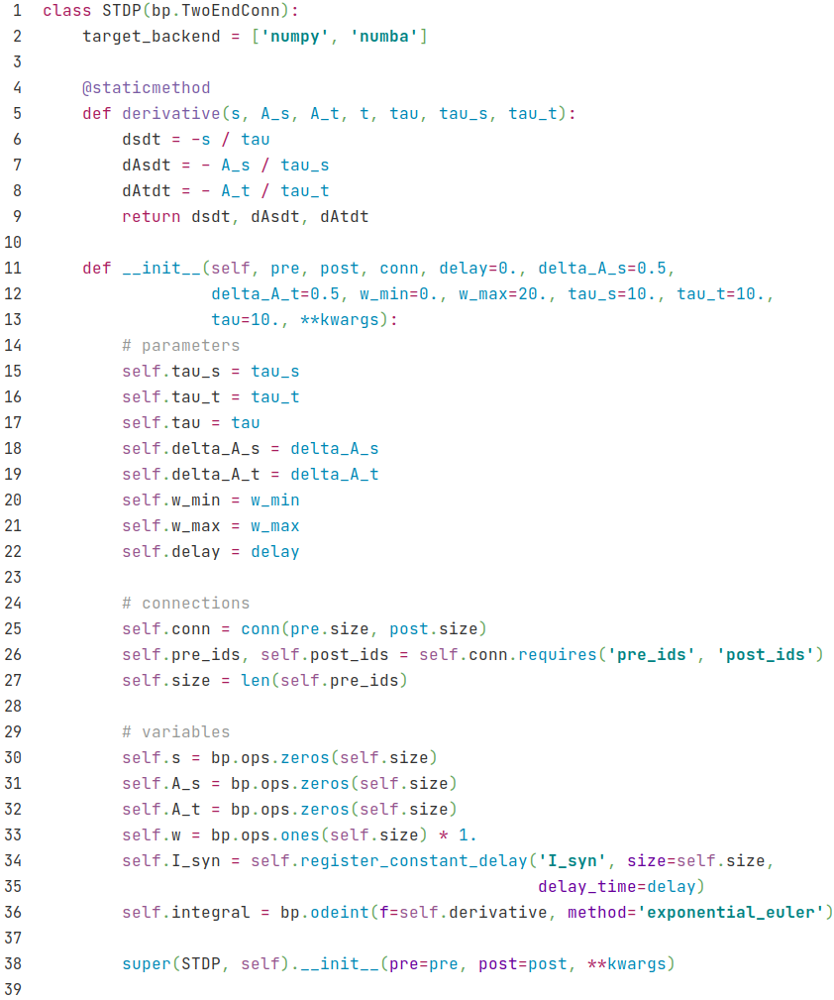 1 class STDP(bp.TwoEndConn):
2     target_backend = ['numpy', 'numba']
3
4     @staticmethod
5     def derivative(s, A_s, A_t, t, tau, tau_s, tau_t):
6         dsdt = -s / tau
7         dAsdt = - A_s / tau_s
8         dAtdt = - A_t / tau_t
9         return dsdt, dAsdt, dAtdt
10
11     def __init__(self, pre, post, conn, delay=0., delta_A_s=0.5,
12                  delta_A_t=0.5, w_min=0., w_max=20., tau_s=10., tau_t=10.,
13                  tau=10., **kwargs):
14         # parameters
15         self.tau_s = tau_s
16         self.tau_t = tau_t
17         self.tau = tau
18         self.delta_A_s = delta_A_s
19         self.delta_A_t = delta_A_t
20         self.w_min = w_min
21         self.w_max = w_max
22         self.delay = delay
23
24         # connections
25         self.conn = conn(pre.size, post.size)
26         self.pre_ids, self.post_ids = self.conn.requires('pre_ids', 'post_ids')
27         self.size = len(self.pre_ids)
28
29         # variables
30         self.s = bp.ops.zeros(self.size)
31         self.A_s = bp.ops.zeros(self.size)
32         self.A_t = bp.ops.zeros(self.size)
33         self.w = bp.ops.ones(self.size) * 1.
34         self.I_syn = self.register_constant_delay('I_syn', size=self.size,
35                                                   delay_time=delay)
36         self.integral = bp.odeint(f=self.derivative, method='exponential_euler')
37
38         super(STDP, self).__init__(pre=pre, post=post, **kwargs)
39